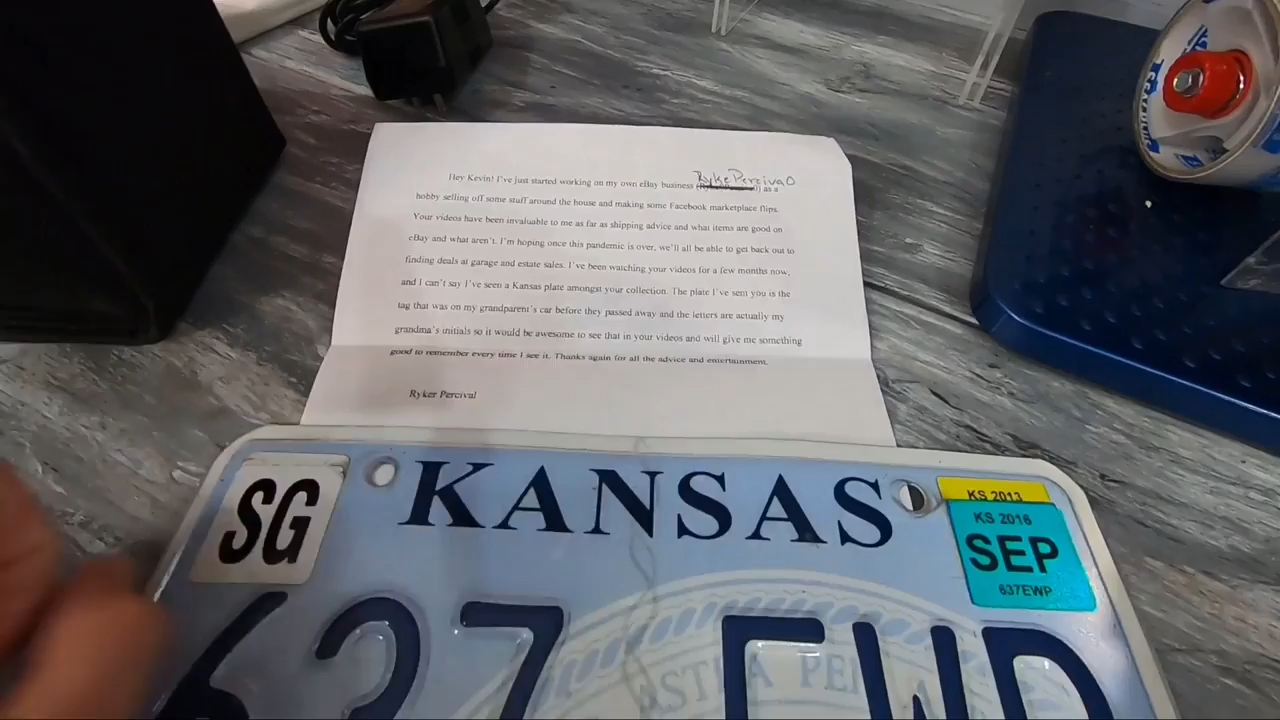 RykePercival
Hey Kevin! I've just started working on my own eBay business as a
hobby selling off some stuff around the house and making some Facebook marketplace flips.
Your videos have been invaluable to me as far as shipping advice and what items are good on
eBay and what aren't. I'm hoping once this pandemic is over, we'll all be able to get back out to
finding deals at garage and estate sales. I've been watching your videos for a few months now,
and I can't say I've seen a Kansas plate amongst your collection. The plate I've sent you is the
tag that was on my grandparent's car before they passed away and the letters are actually my
grandma's initials so it would be awesome to see that in your videos and will give me something
good to remember every time I see it. Thanks again for all the advice and entertainment.
Ryker Percival
SG
KANSAS
KS 2013
KS 2016
SEP
637EWP
637 EWP